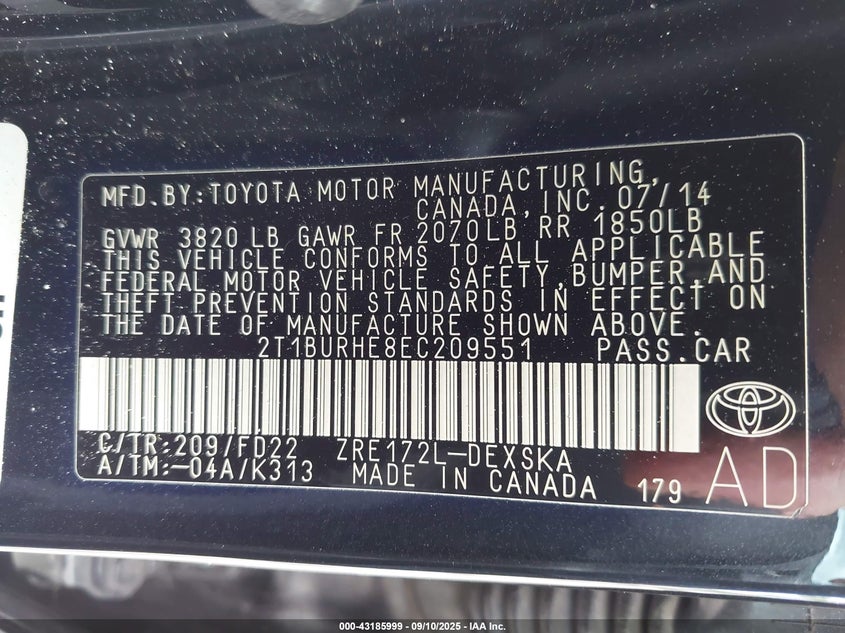 MFD.BY:TOYOTA MOTOR MANUFACTURING,
CANADA,INC.07/14
GVWR 3820 LB GAWR FR 2070LB RR 1850LB
THIS VEHICLE CONFORMS TO ALL APPLICABLE
FEDERAL MOTOR VEHICLE SAFETY,BUMPER,AND
THEFT PREVENTION STANDARDS IN EFFECT ON
THE DATE OF MANUFACTURE SHOWN ABOVE.
2T1BURHE8EC209551 PASS.CAR
C/TR:209/FD22 ZRE172L-DEXSKA
A/TM:-04A/K313 MADE IN CANADA 179 AD
000-43185999 — 09/10/2025 — IAA Inc.